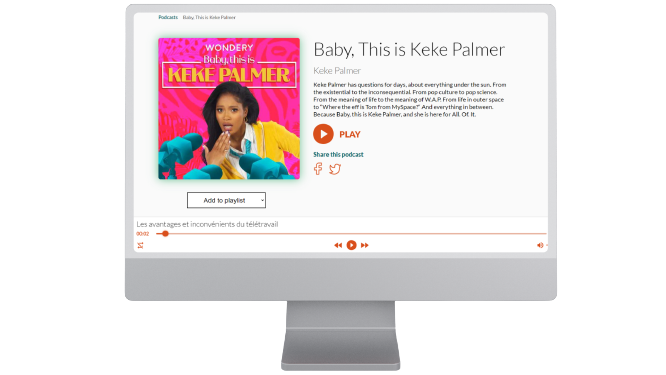 Podcasts Baby, This is Keke Palmer
WONDERY
Baby, this is
KEKE PALMER
Baby, This is Keke Palmer
Keke Palmer
Keke Palmer has questions for days, about everything under the sun. From
the existential to the inconsequential. From pop culture to pop science.
From the meaning of life to the meaning of W.A.P. From life in outer space
to "Where the eff is Tom from MySpace?" And everything in between.
Because Baby, this is Keke Palmer, and she is here for All. Of. It.
PLAY
Share this podcast
Add to playlist
Les avantages et inconvénients du télétravail
00:02